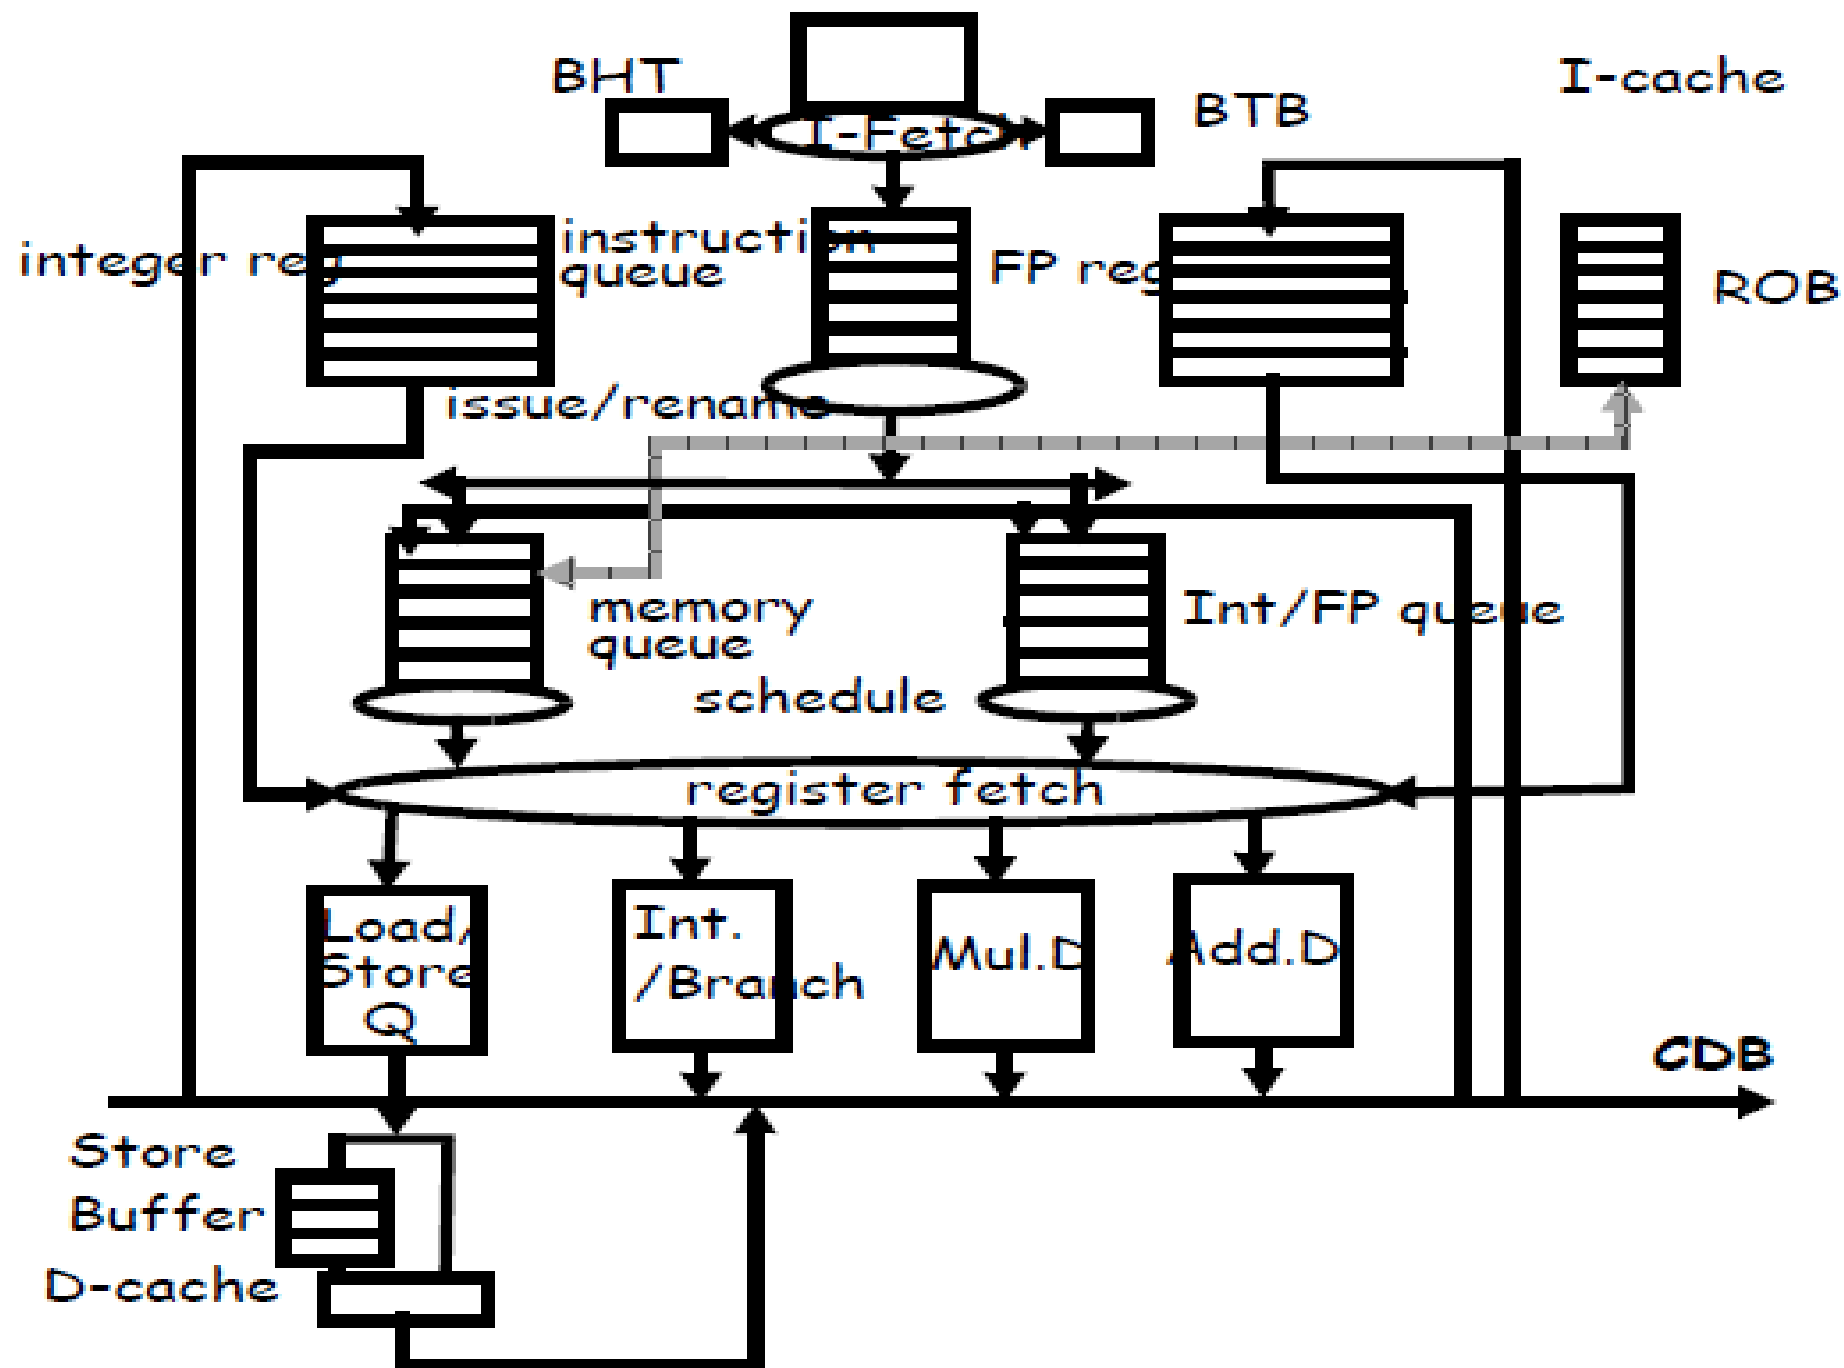 BHT
I-cache
BTB
I-Fetch
instruction
queue
integer reg
FP reg
ROB
issue/rename
memory
queue
Int/FP queue
schedule
register fetch
Load/
Store
Q
Int.
/Branch
Mul.D
Add.D
CDB
Store
Buffer
D-cache